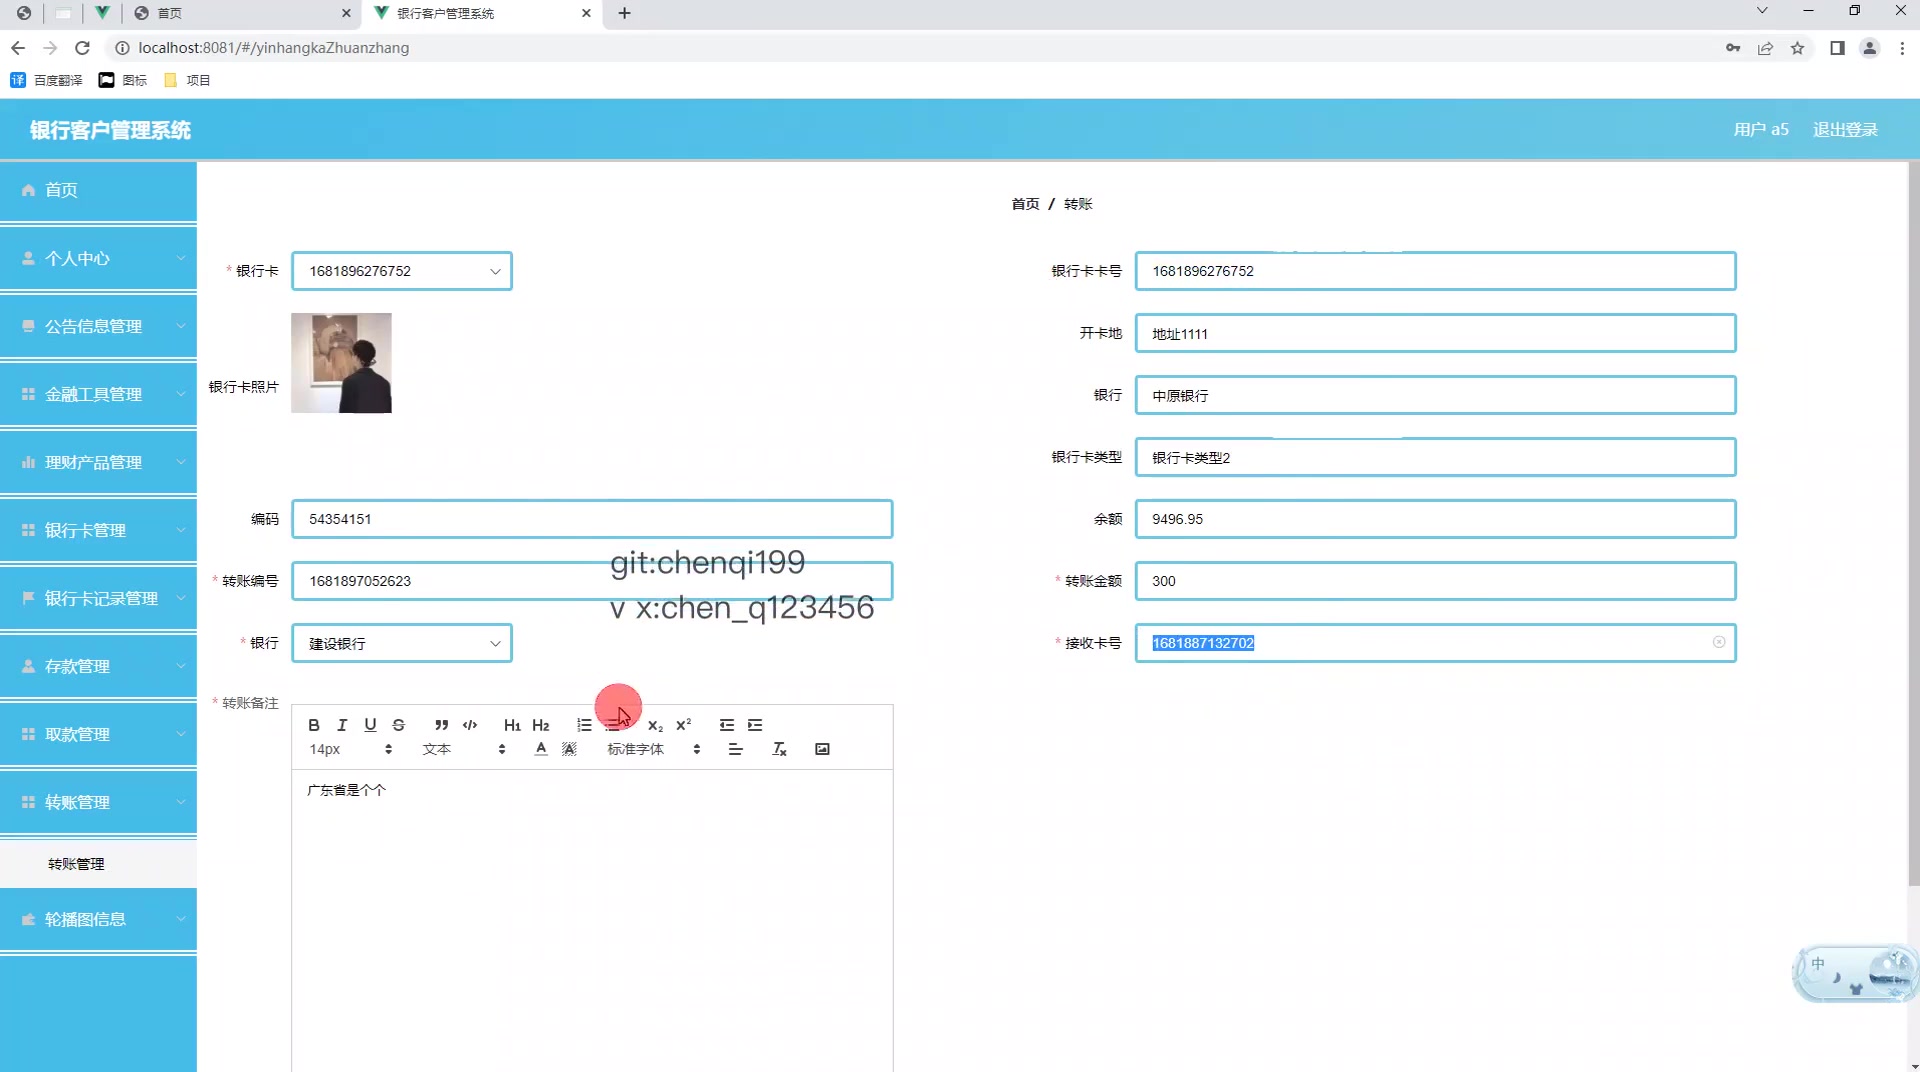 首页
银行客户管理系统
localhost:8081/#/yinhangkaZhuanzhang
译 百度翻译 图标 项目
银行客户管理系统
用户 a5 退出登录
首页
个人中心
公告信息管理
金融工具管理
理财产品管理
银行卡管理
银行卡记录管理
存款管理
取款管理
转账管理
转账管理
轮播图信息
首页 / 转账
* 银行卡 1681896276752
银行卡卡号 1681896276752
银行卡照片
开卡地 地址1111
银行 中原银行
银行卡类型 银行卡类型2
编码 54354151
余额 9496.95
git:chenqi199
* 转账编号 1681897052623
* 转账金额 300
v x:chen_q123456
* 银行 建设银行
* 接收卡号 1681887132702
* 转账备注
B I U S H1 H2 x2 x2
14px 文本 A A 标准字体 Tx
广东省是个个
中